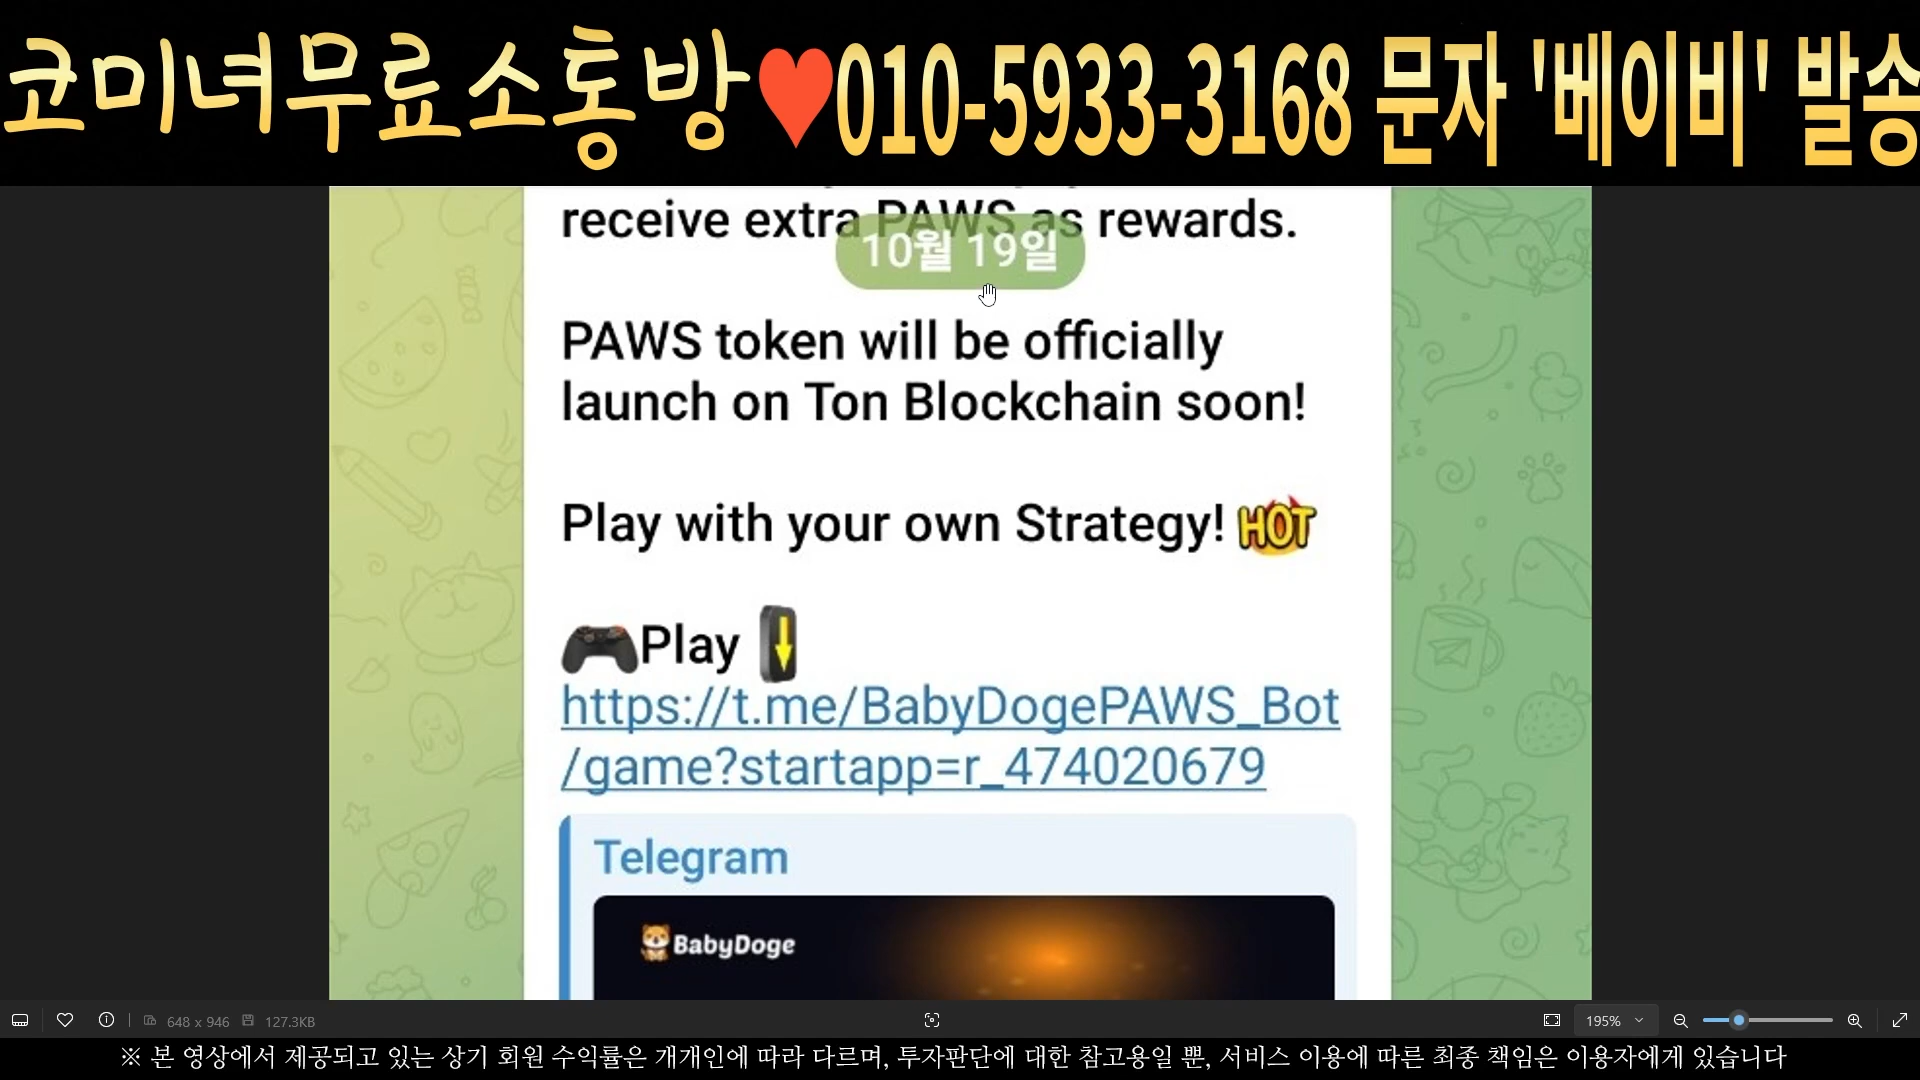 코미녀무료소통방♥010-5933-3168 문자 '베이비' 발송
receive extra PAWS as rewards.
10월 19일
PAWS token will be officially
launch on Ton Blockchain soon!
Play with your own Strategy! HOT
Play
https://t.me/BabyDogePAWS_Bot
/game?startapp=r_474020679
Telegram
BabyDoge
648 x 946 127.3KB
195%
※ 본 영상에서 제공되고 있는 상기 회원 수익률은 개개인에 따라 다르며, 투자판단에 대한 참고용일 뿐, 서비스 이용에 따른 최종 책임은 이용자에게 있습니다